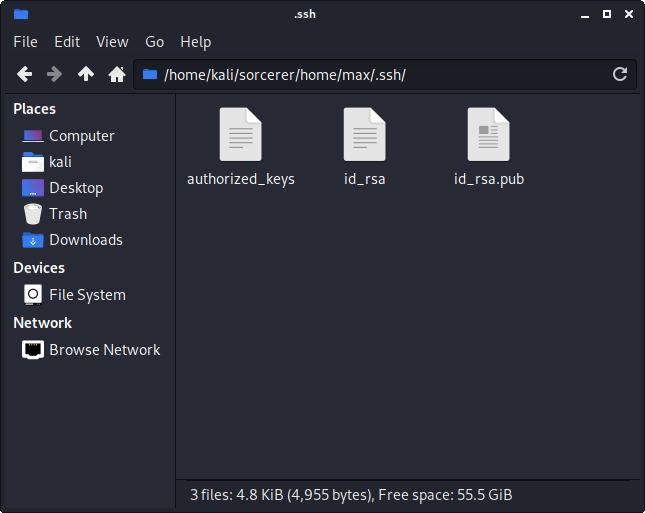 .ssh
File Edit View Go Help
/home/kali/sorcerer/home/max/.ssh/
Places
Computer
kali
Desktop
Trash
Downloads
Devices
File System
Network
Browse Network
authorized_keys id_rsa id_rsa.pub
3 files: 4.8 KiB (4,955 bytes), Free space: 55.5 GiB